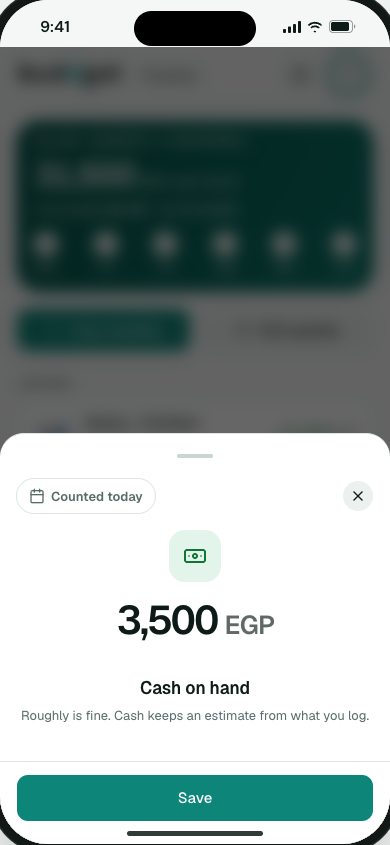 9:41
Counted today
3,500 EGP
Cash on hand
Roughly is fine. Cash keeps an estimate from what you log.
Save